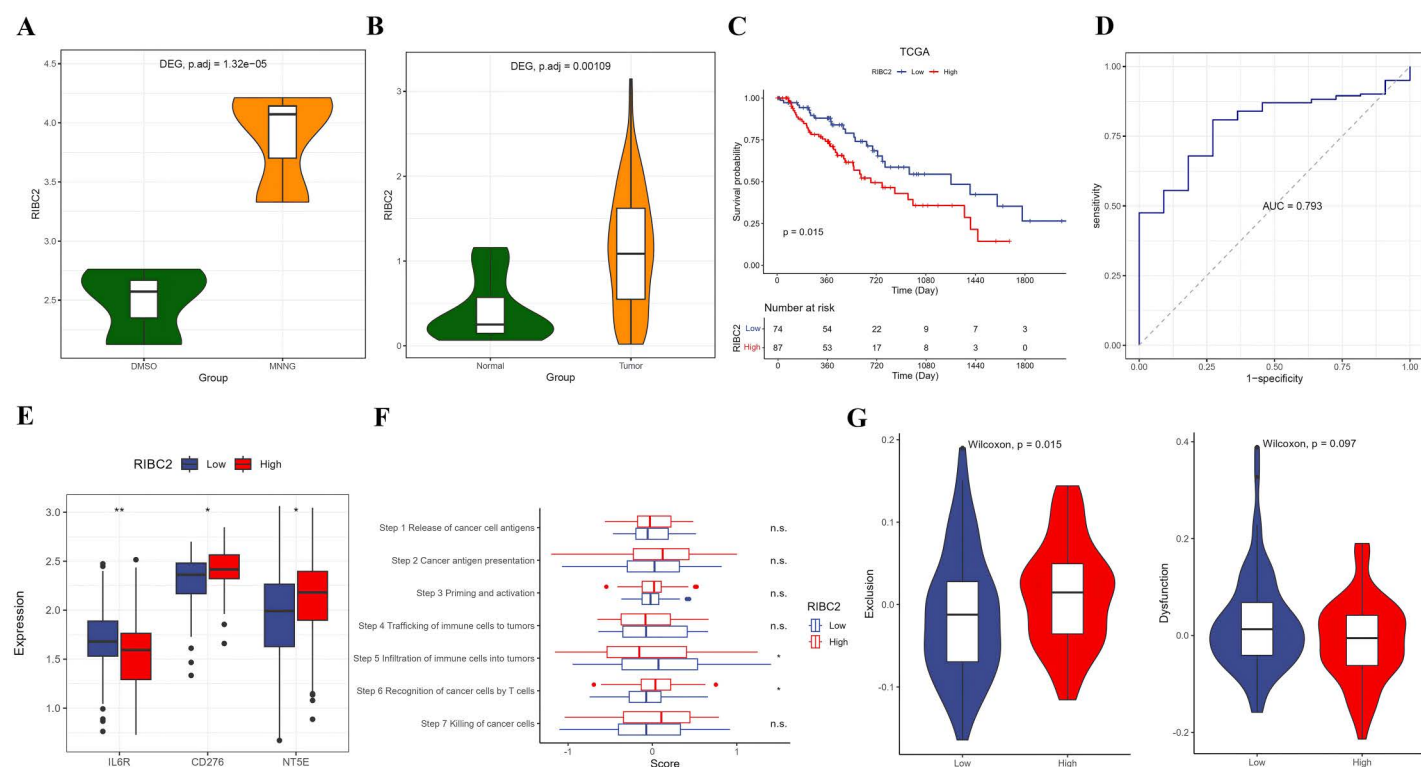 A
DEG, p.adj = 1.32e−05
RIBC2
4.5
4.0
3.5
3.0
2.5
DMSO
MNNG
Group
B
DEG, p.adj = 0.00109
RIBC2
3
2
1
0
Normal
Tumor
Group
C
TCGA
RIBC2 Low High
Survival probability
1.00
0.75
0.50
0.25
0.00
p = 0.015
0 360 720 1080 1440 1800
Time (Day)
Number at risk
RIBC2
Low 74 54 22 9 7 3
High 87 53 17 8 3 0
0 360 720 1080 1440 1800
Time (Day)
D
sensitivity
1.00
0.75
0.50
0.25
0.00
AUC = 0.793
0.00 0.25 0.50 0.75 1.00
1−specificity
E
RIBC2 Low High
Expression
3.0
2.5
2.0
1.5
1.0
** * *
IL6R CD276 NT5E
F
Step 1 Release of cancer cell antigens n.s.
Step 2 Cancer antigen presentation n.s.
Step 3 Priming and activation n.s.
Step 4 Trafficking of immune cells to tumors n.s.
Step 5 Infiltration of immune cells into tumors *
Step 6 Recognition of cancer cells by T cells *
Step 7 Killing of cancer cells n.s.
-1 0 1
Score
RIBC2
Low
High
G
Wilcoxon, p = 0.015
Exclusion
0.2
0.1
0.0
-0.1
Low High
Wilcoxon, p = 0.097
Dysfunction
0.4
0.2
0.0
-0.2
Low High